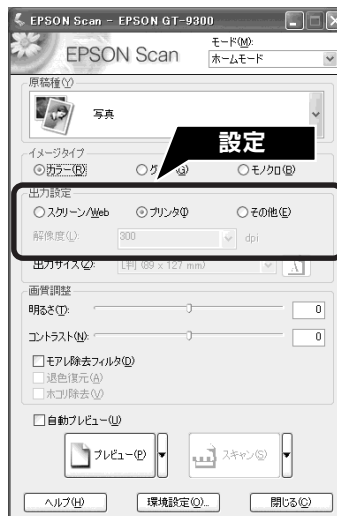 EPSON Scan - EPSON GT-9300
EPSON Scan
モード(M):
ホームモード
原稿種(Y)
写真
設定
イメージタイプ
カラー(R)
モノクロ(B)
出力設定
スクリーン/Web プリンタ(I) その他(E)
解像度(L): 300 dpi
出力サイズ(Z): L判 (89 x 127 mm)
画質調整
明るさ(T): 0
コントラスト(N): 0
モアレ除去フィルタ(D)
退色復元(A)
ホコリ除去(V)
自動プレビュー(U)
プレビュー(P) スキャン(S)
ヘルプ(H) 環境設定(O)... 閉じる(C)